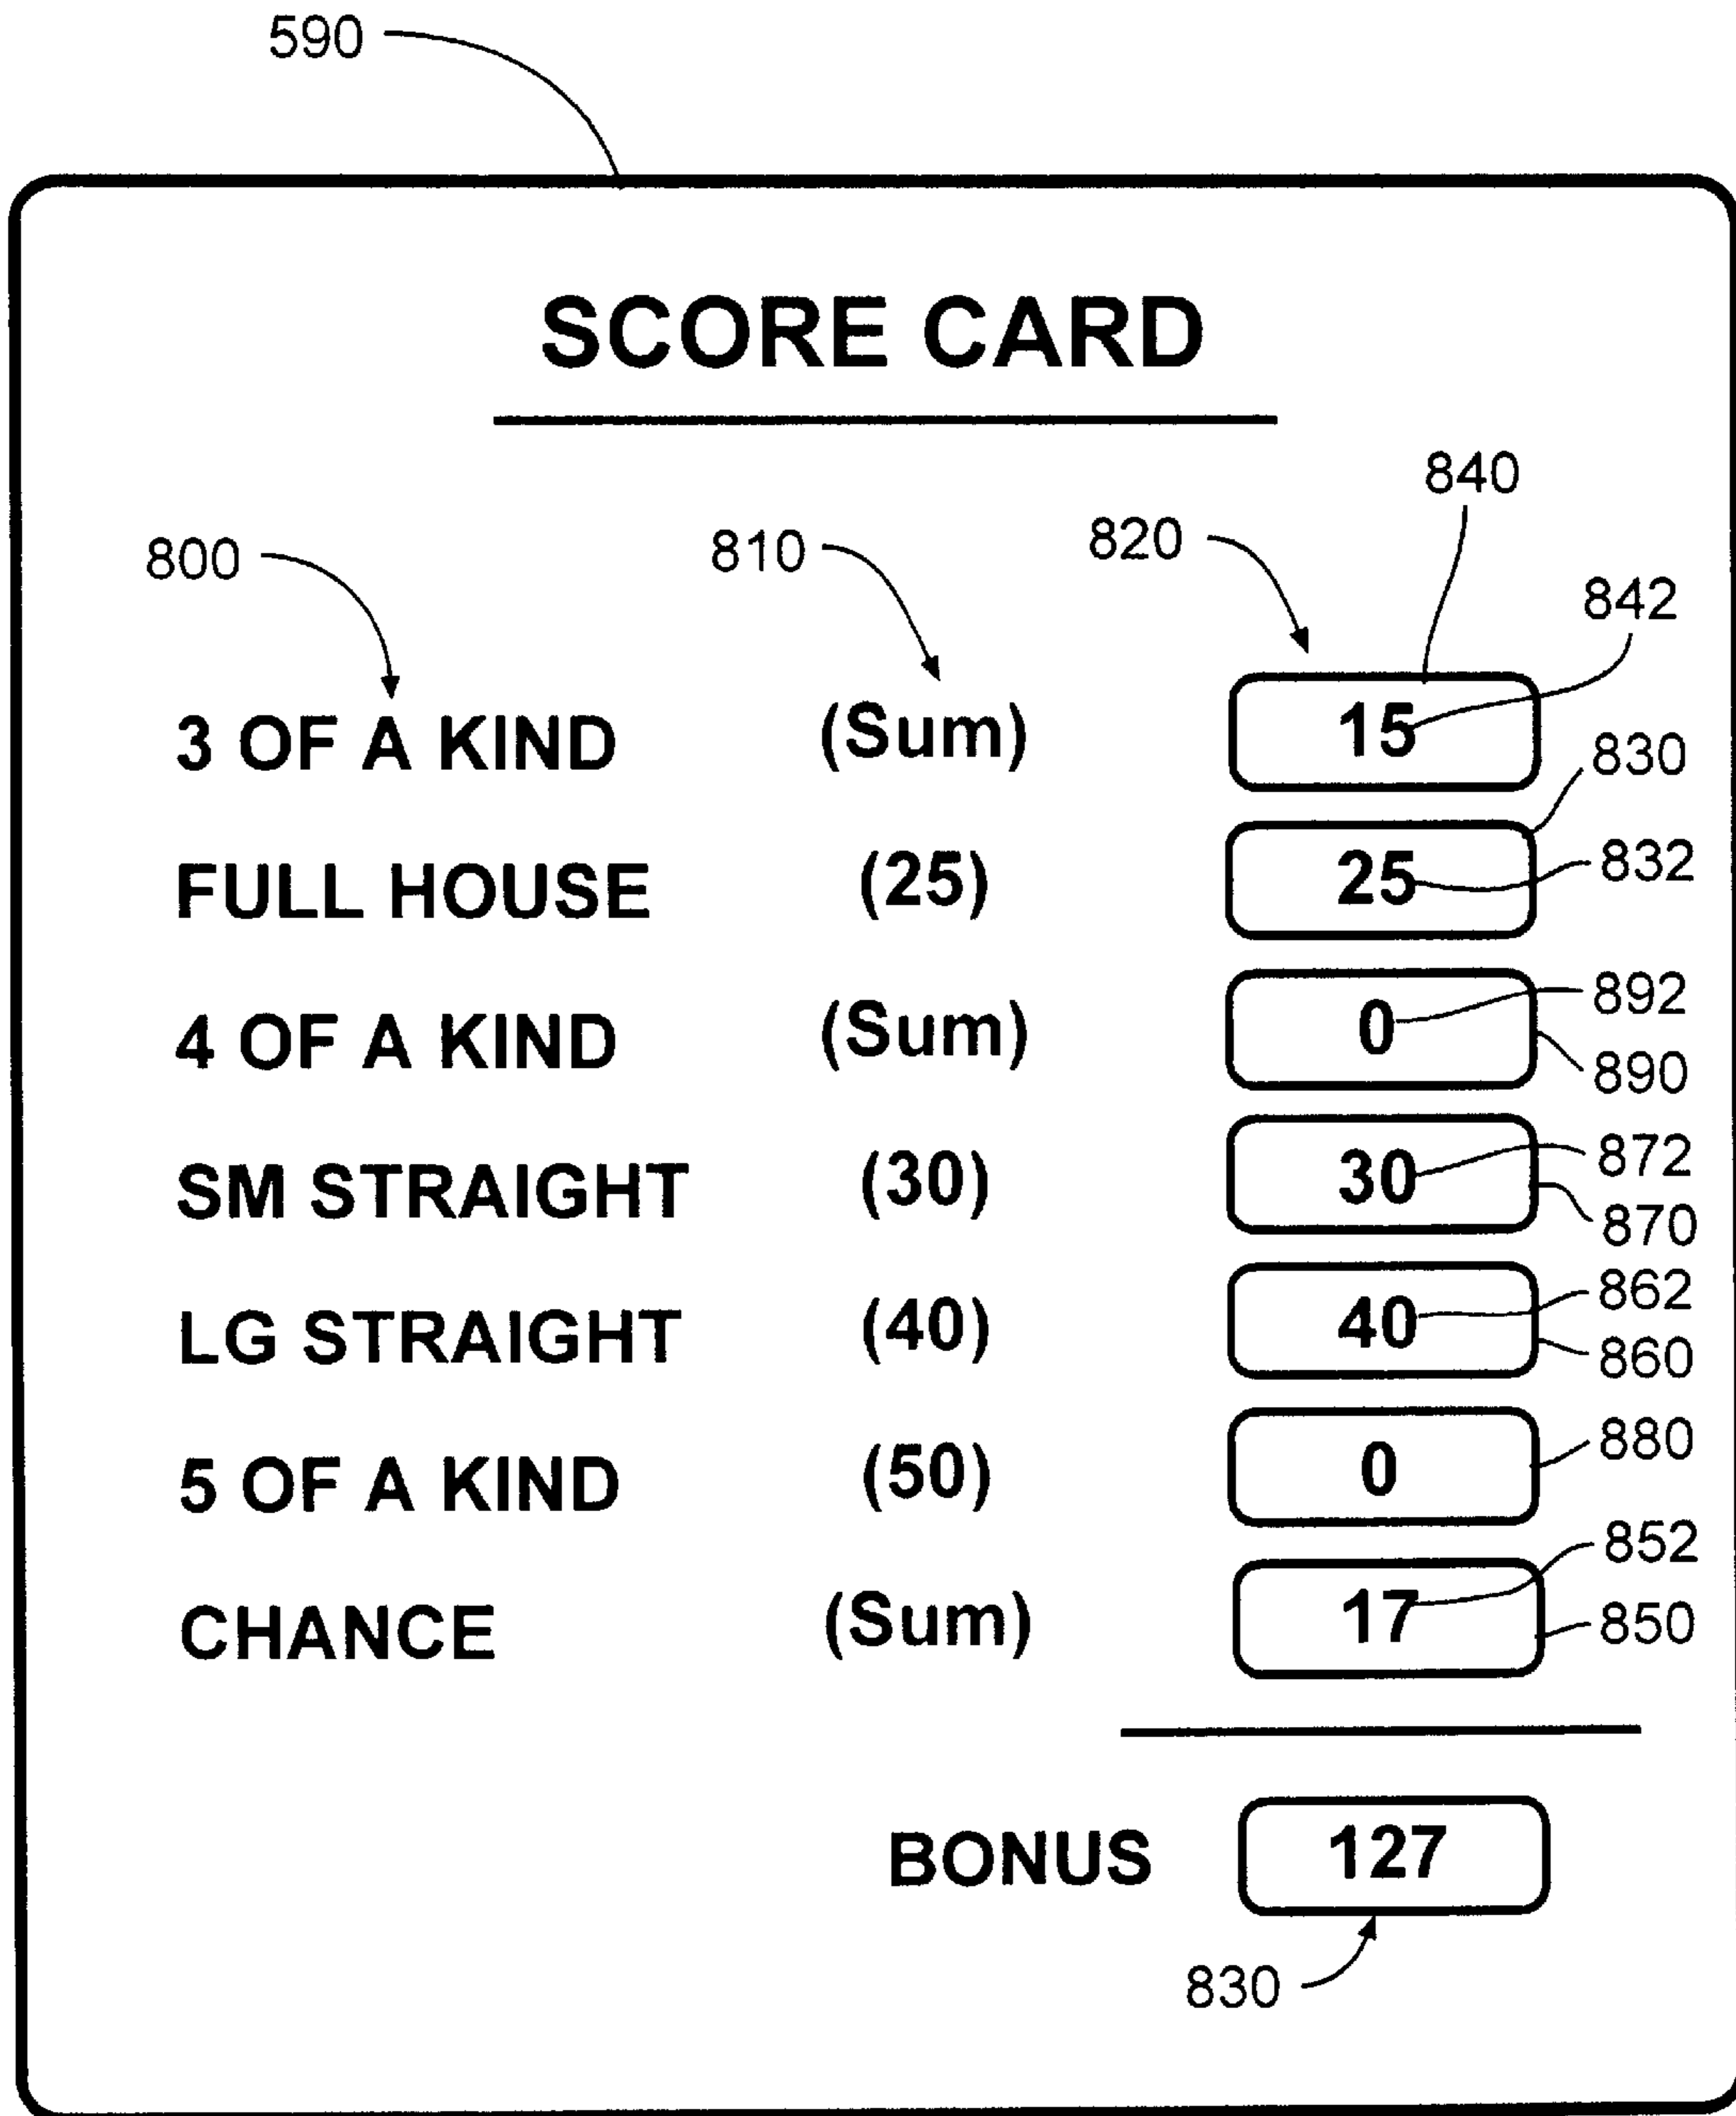 590
SCORE CARD
840
800 810 820
842
3 OF A KIND (Sum) 15
830
FULL HOUSE (25) 25 832
892
4 OF A KIND (Sum) 0
890
872
SM STRAIGHT (30) 30
870
862
LG STRAIGHT (40) 40
860
5 OF A KIND (50) 0 880
852
CHANCE (Sum) 17 850
BONUS 127
830